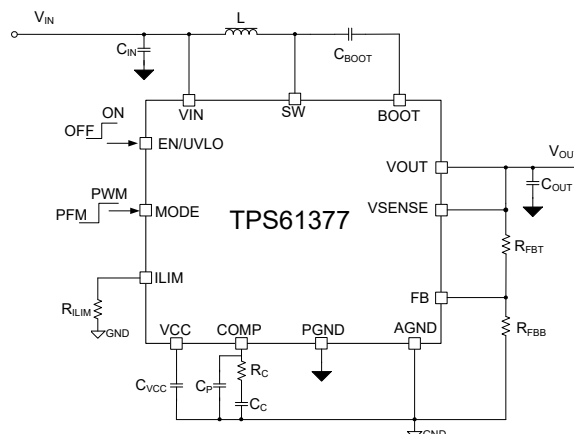 VIN
L
CIN
CBOOT
VIN
SW
BOOT
ON
OFF
EN/UVLO
VOUT
VOU
COUT
PWM
PFM
MODE
TPS61377
VSENSE
RFBT
ILIM
FB
RILIM
GND
RFBB
VCC
COMP
PGND
AGND
CVCC
CP
RC
CC
GND